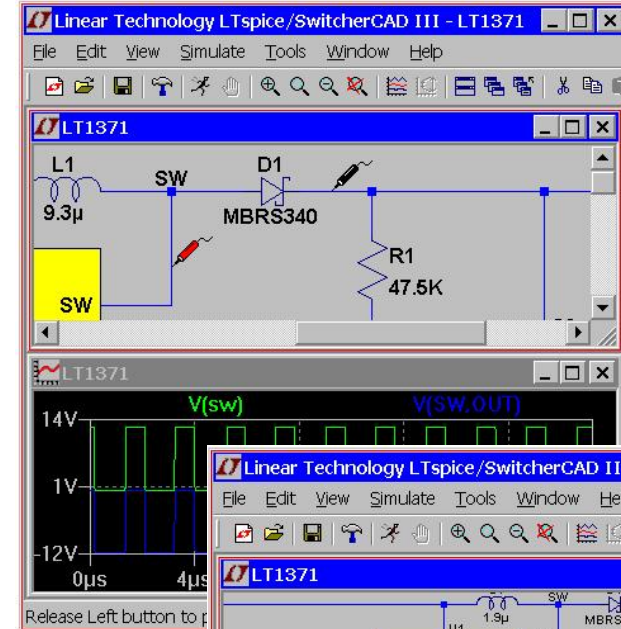 Linear Technology LTspice/SwitcherCAD III - LT1371
File Edit View Simulate Tools Window Help
LT1371
L1
SW
D1
9.3µ
MBRS340
R1
47.5K
SW
LT1371
V(sw) V(SW,OUT)
14V
1V
-12V
0µs 4µs
Release Left button to p
Linear Technology LTspice/SwitcherCAD II
File Edit View Simulate Tools Window He
LT1371
SW
1.9µ
MBRS
U1